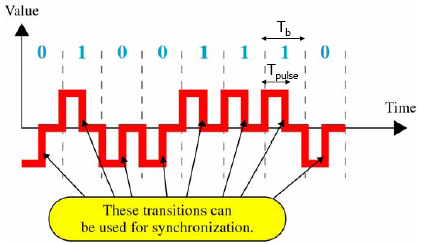 Value
Tb
0 1 0 0 1 1 1 0
Tpulse
Time
These transitions can
be used for synchronization.